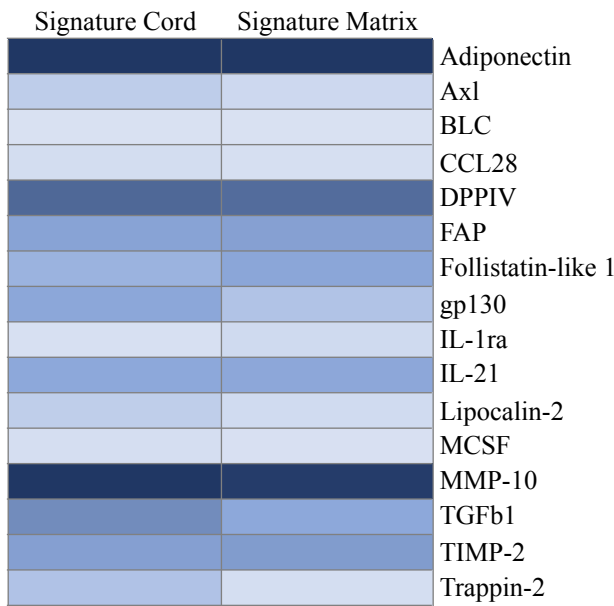 Signature Cord Signature Matrix
Adiponectin
Axl
BLC
CCL28
DPPIV
FAP
Follistatin-like 1
gp130
IL-1ra
IL-21
Lipocalin-2
MCSF
MMP-10
TGFb1
TIMP-2
Trappin-2